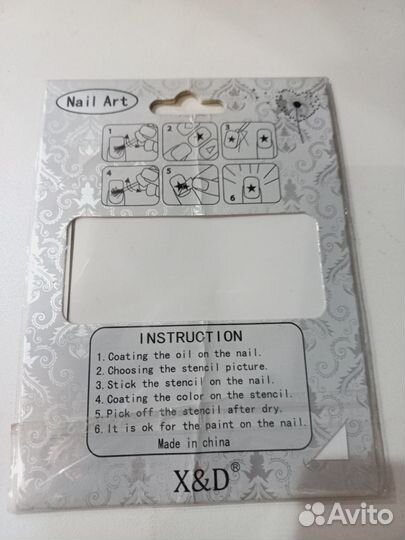 Nail Art
1
2
3
4
5
6
INSTRUCTION
1. Coating the oil on the nail.
2. Choosing the stencil picture.
3. Stick the stencil on the nail.
4. Coating the color on the stencil.
5. Pick off the stencil after dry.
6. It is ok for the paint on the nail.
Made in china
X&D®
Avito